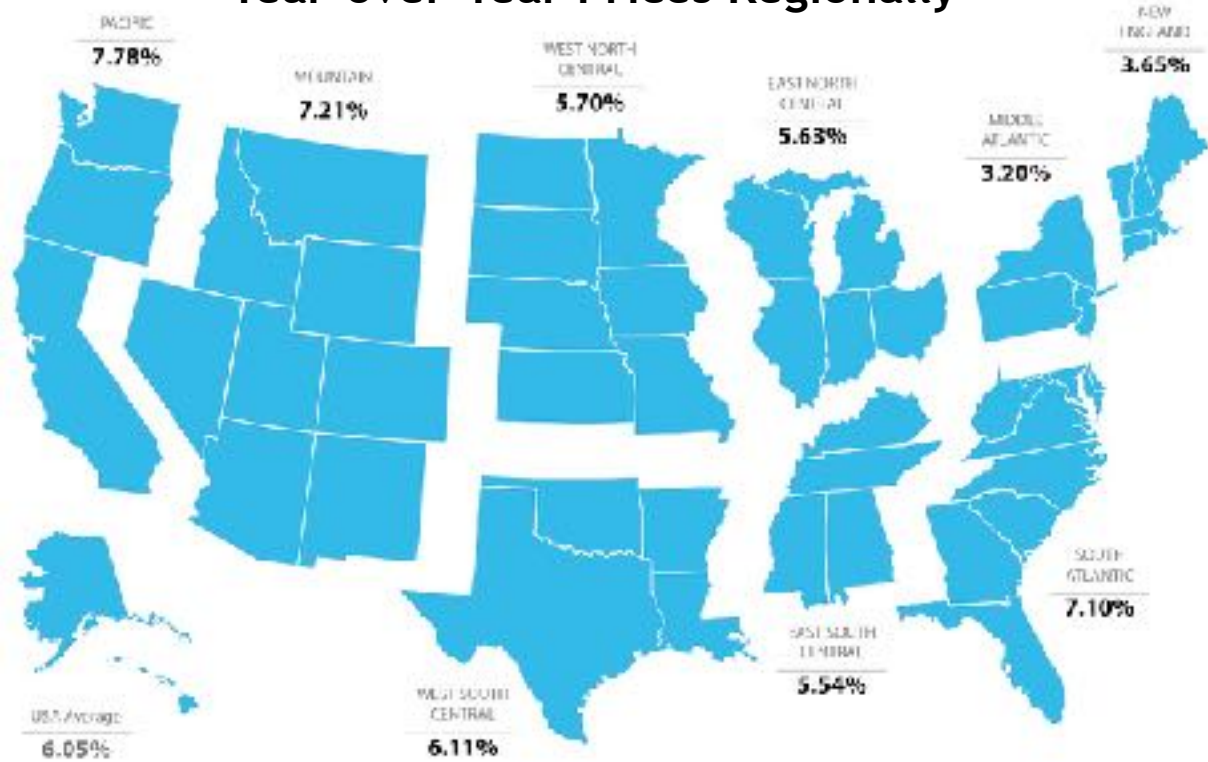 Year-over-Year Prices Regionally
PACIFIC
7.78%
MOUNTAIN
7.21%
WEST NORTH
CENTRAL
5.70%
EAST NORTH
CENTRAL
5.63%
MIDDLE
ATLANTIC
3.20%
NEW
ENGLAND
3.65%
SOUTH
ATLANTIC
7.10%
EAST SOUTH
CENTRAL
5.54%
WEST SOUTH
CENTRAL
6.11%
USA Average
6.05%